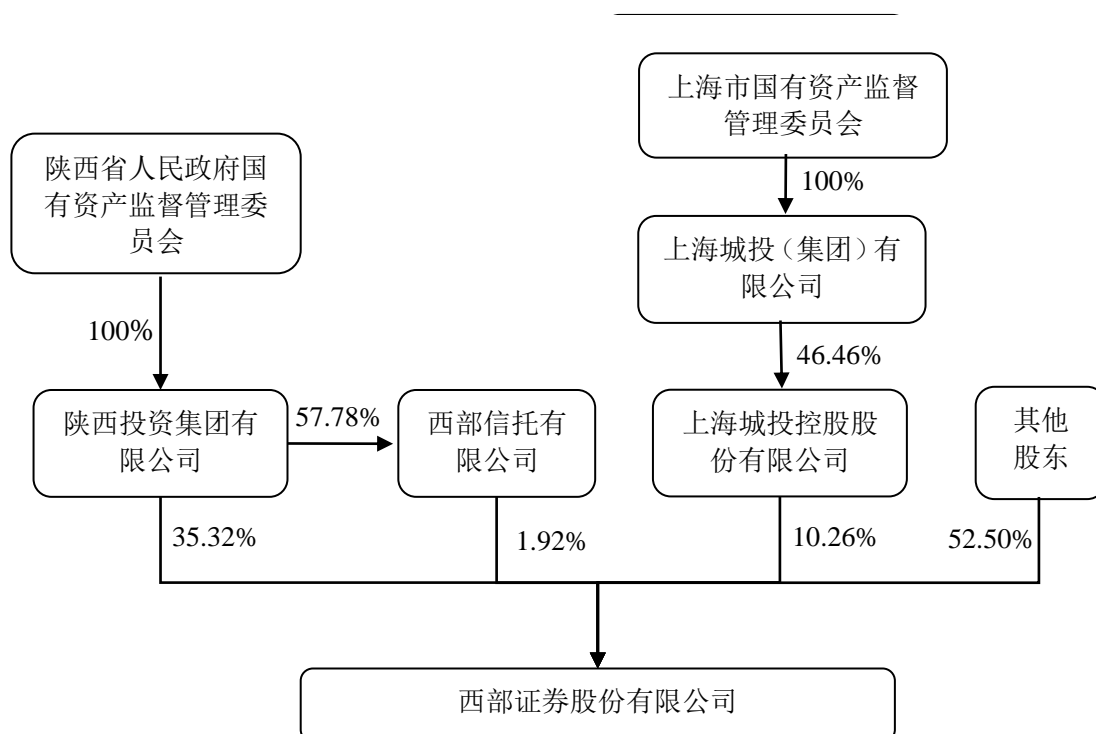 上海市国有资产监督
管理委员会
陕西省人民政府国
有资产监督管理委
员会
100%
上海城投（集团）有
限公司
100%
46.46%
陕西投资集团有
限公司
57.78%
西部信托有
限公司
上海城投控股股
份有限公司
其他
股东
35.32%
1.92%
10.26%
52.50%
西部证券股份有限公司